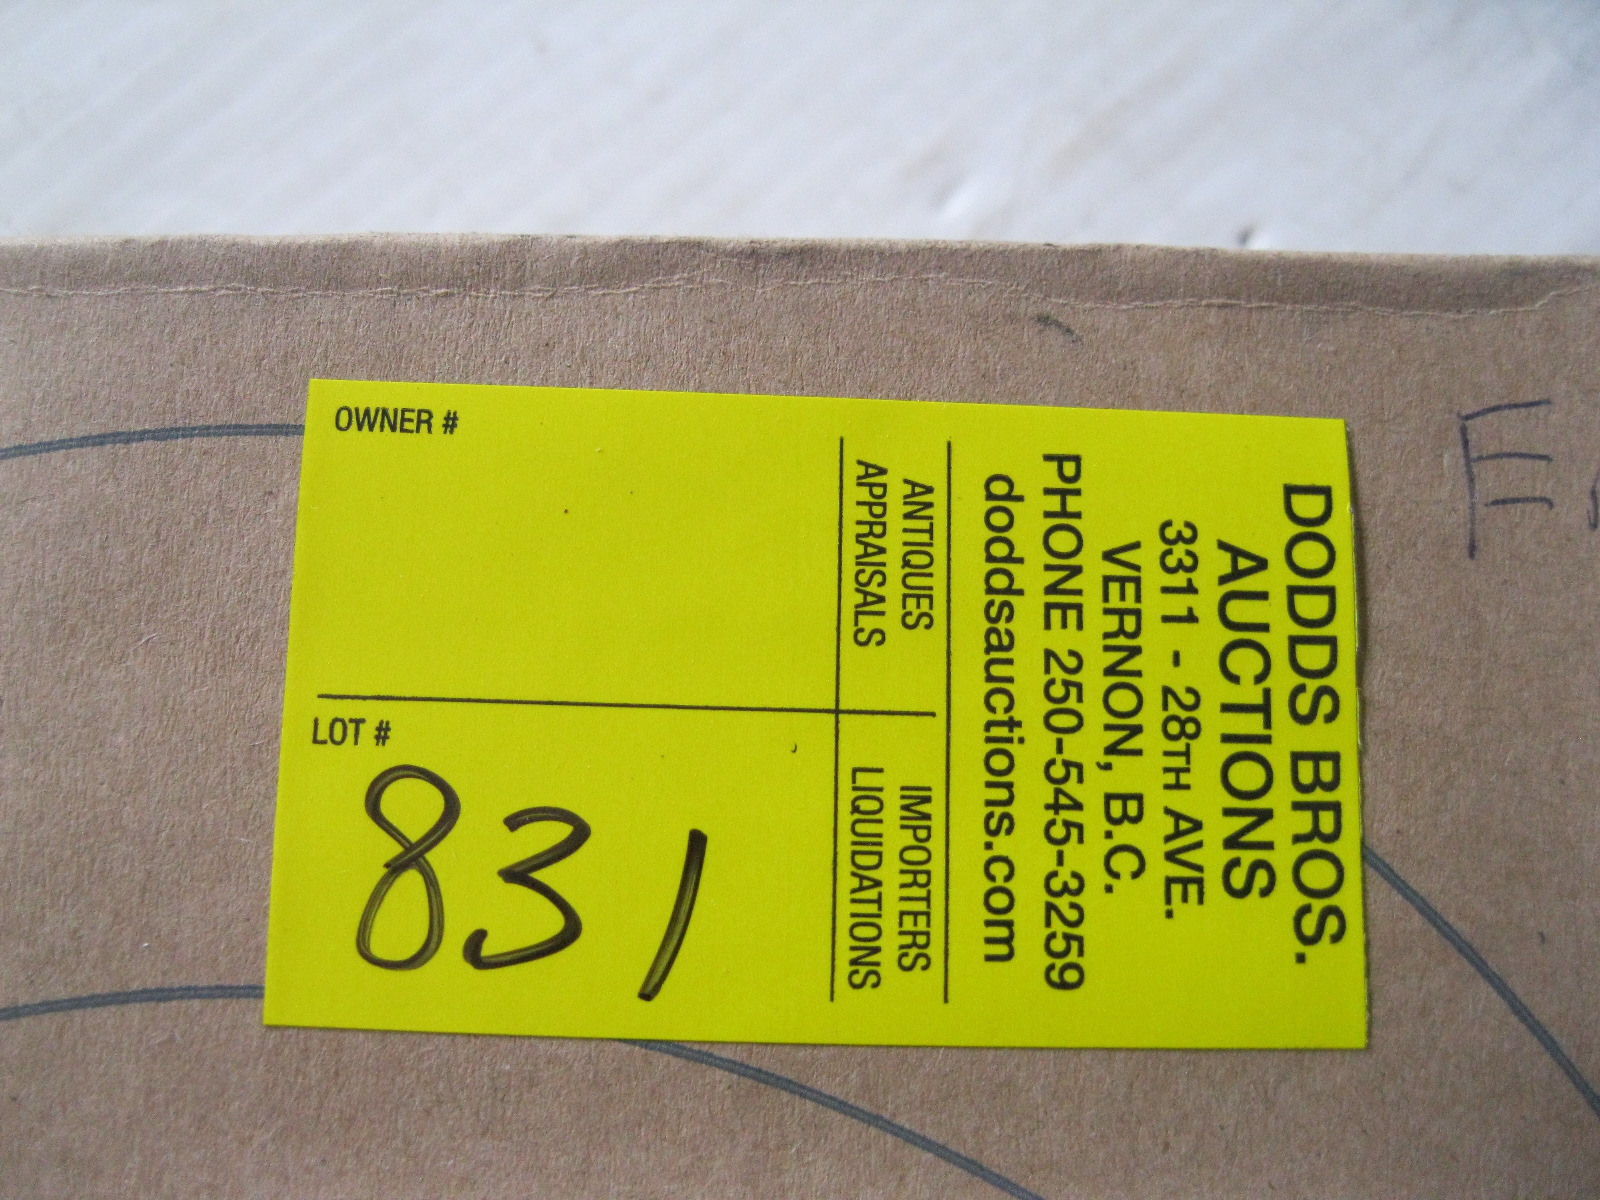 DODDS BROS.
AUCTIONS
3311 - 28TH AVE.
VERNON, B.C.
PHONE 250-545-3259
doddsauctions.com
ANTIQUES
APPRAISALS
IMPORTERS
LIQUIDATIONS
OWNER #
LOT #
831